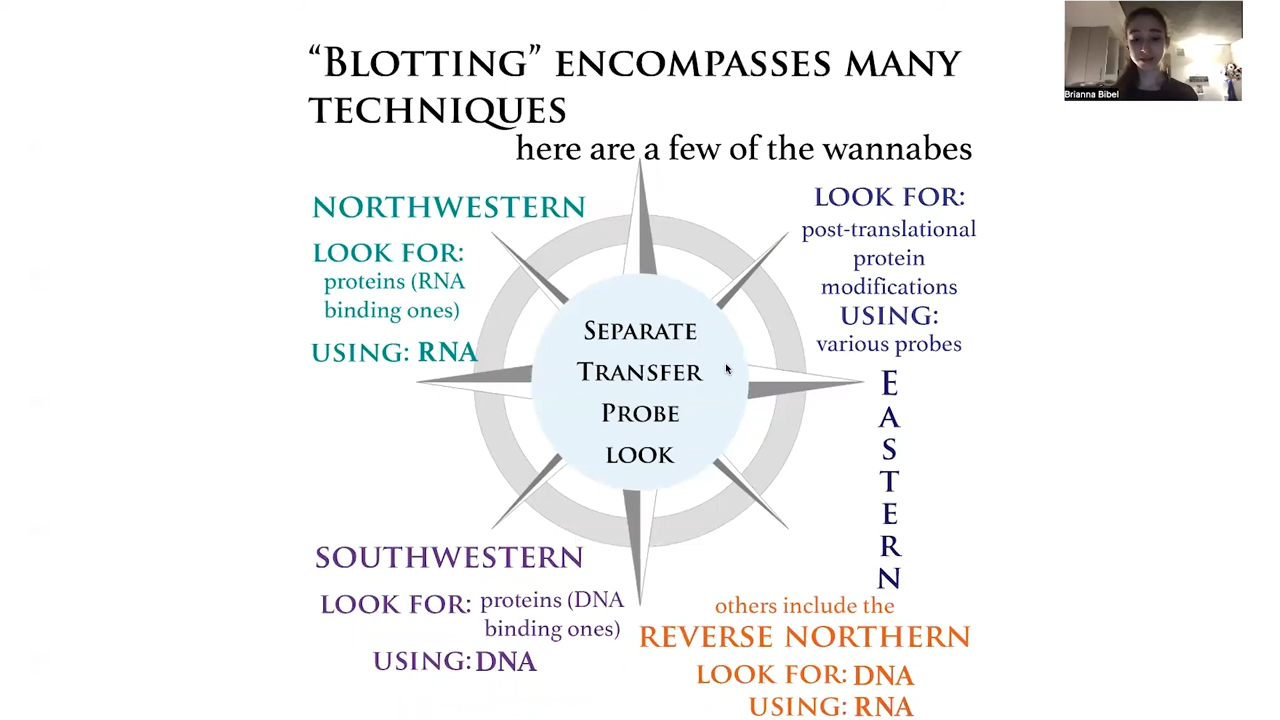 “BLOTTING” ENCOMPASSES MANY
TECHNIQUES
here are a few of the wannabes
NORTHWESTERN
LOOK FOR:
proteins (RNA
binding ones)
USING: RNA
LOOK FOR:
post-translational
protein
modifications
USING:
various probes
EASTERN
SEPARATE
TRANSFER
PROBE
LOOK
SOUTHWESTERN
LOOK FOR: proteins (DNA
binding ones)
USING: DNA
others include the
REVERSE NORTHERN
LOOK FOR: DNA
USING: RNA
Brianna Bibel